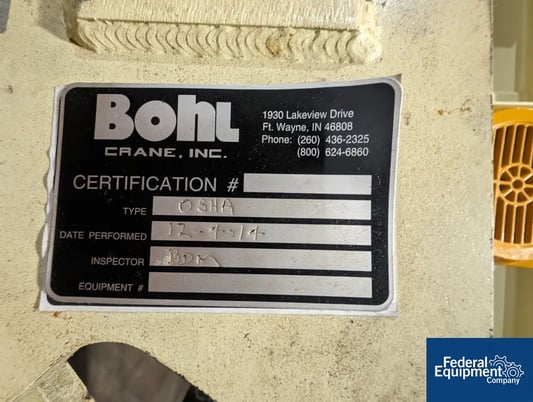 Bohl
CRANE, INC.
1930 Lakeview Drive
Ft. Wayne, IN 46808
Phone: (260) 436-2325
(800) 624-6860
CERTIFICATION #
TYPE OSHA
DATE PERFORMED 12-4-14
INSPECTOR BDM
EQUIPMENT #
Federal
Equipment
Company